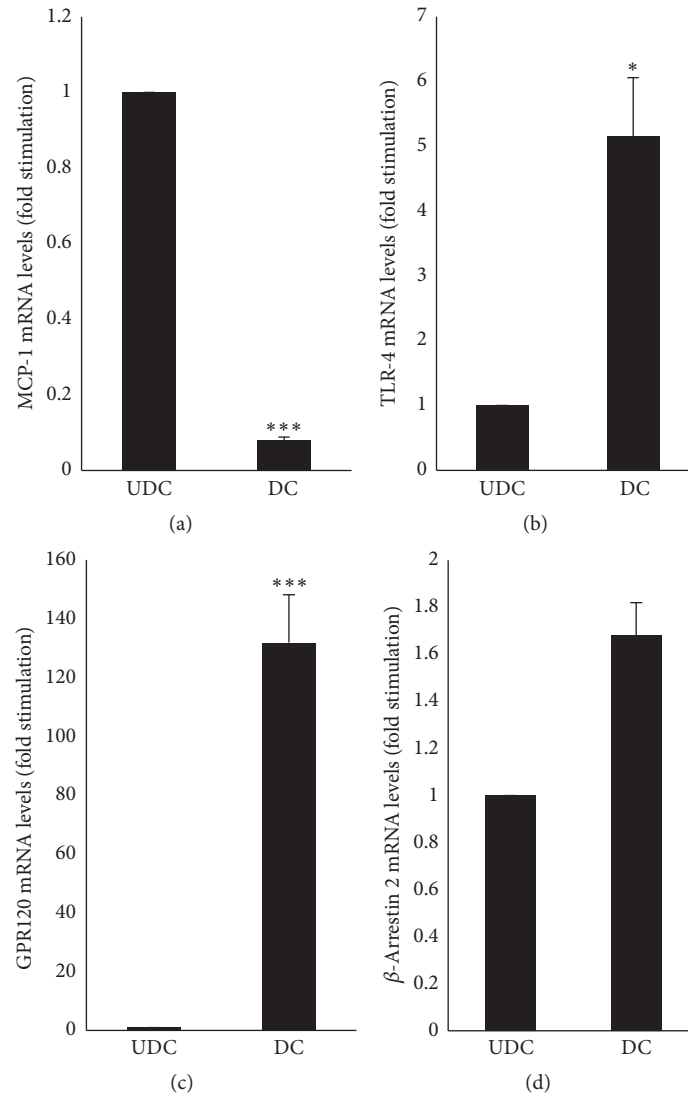 MCP-1 mRNA levels (fold stimulation)
1.2
1
0.8
0.6
0.4
0.2
0
***
UDC
DC
(a)
TLR-4 mRNA levels (fold stimulation)
7
6
5
4
3
2
1
0
*
UDC
DC
(b)
GPR120 mRNA levels (fold stimulation)
160
140
120
100
80
60
40
20
0
***
UDC
DC
(c)
β-Arrestin 2 mRNA levels (fold stimulation)
2
1.8
1.6
1.4
1.2
1
0.8
0.6
0.4
0.2
0
UDC
DC
(d)